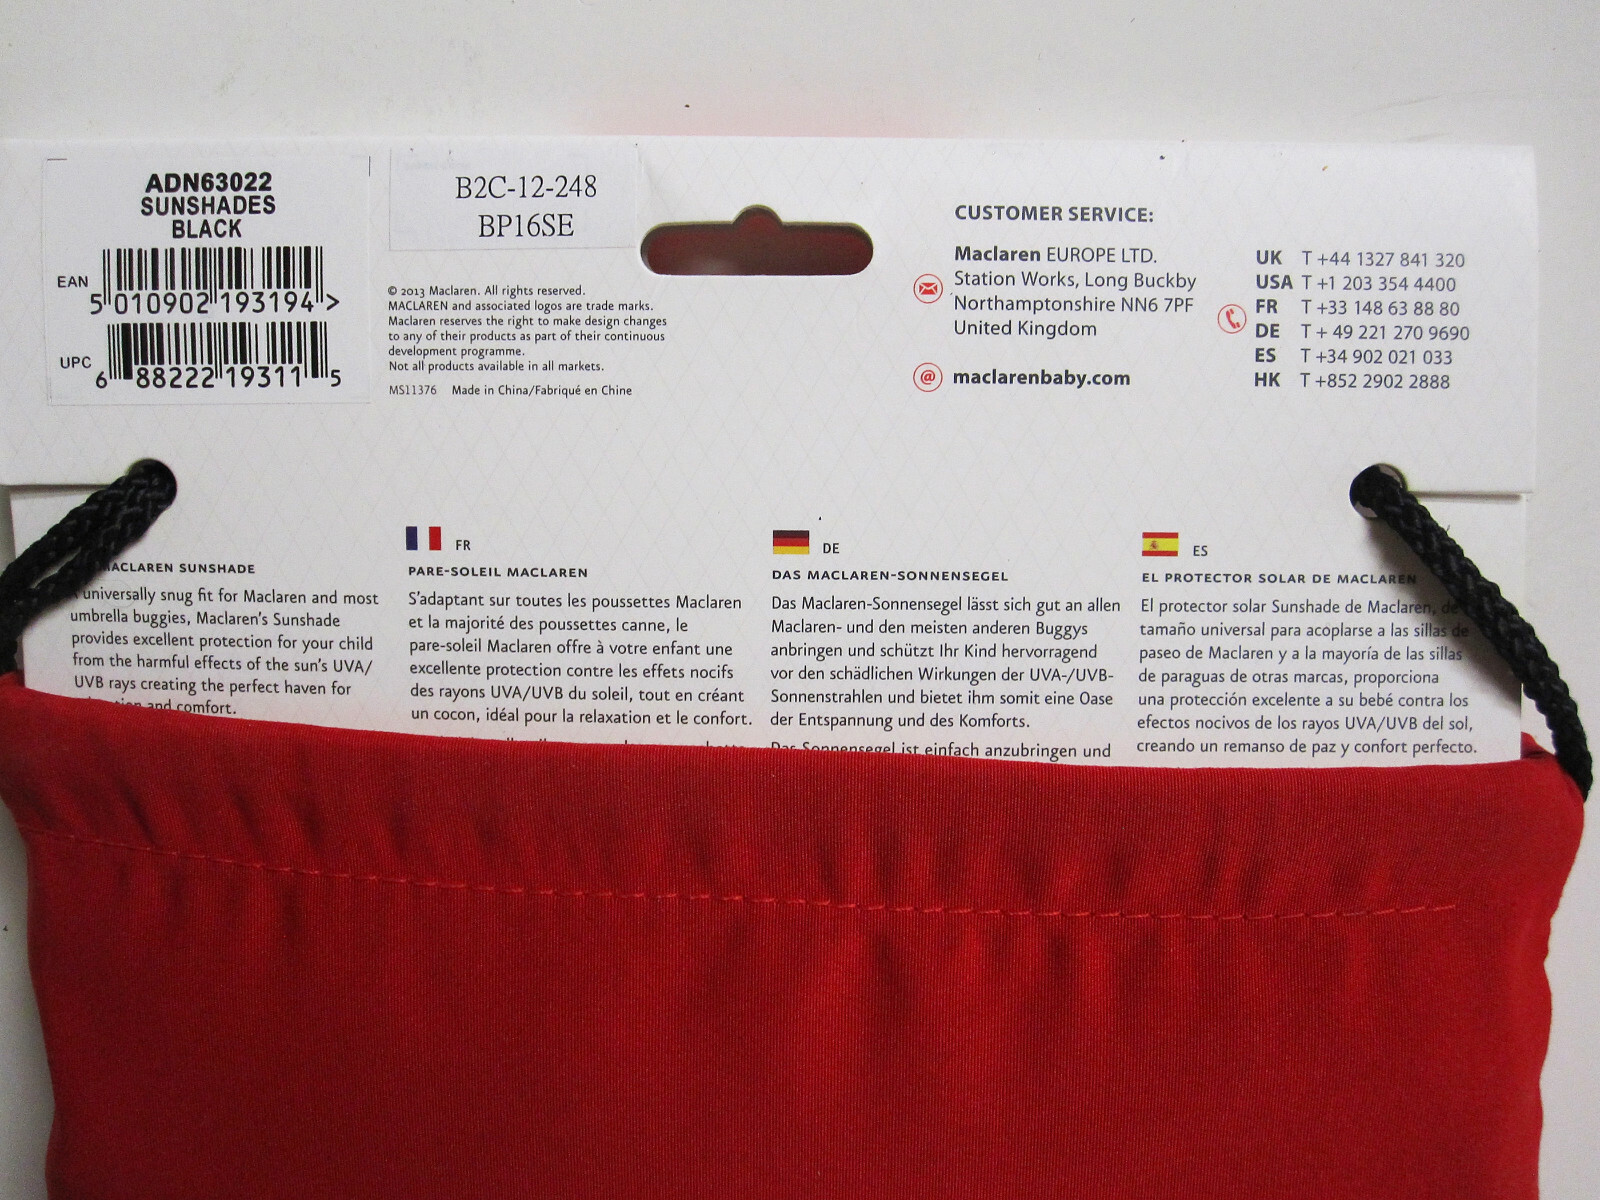 ADN63022
SUNSHADES
BLACK
EAN
5 010902 193194 >
UPC
6 88222 19311 5
B2C-12-248
BP16SE
© 2013 Maclaren. All rights reserved.
MACLAREN and associated logos are trade marks.
Maclaren reserves the right to make design changes
to any of their products as part of their continuous
development programme.
Not all products available in all markets.
MS11376 Made in China/Fabriqué en Chine
CUSTOMER SERVICE:
Maclaren EUROPE LTD.
Station Works, Long Buckby
Northamptonshire NN6 7PF
United Kingdom
@ maclarenbaby.com
UK T +44 1327 841 320
USA T +1 203 354 4400
FR T +33 148 63 88 80
DE T + 49 221 270 9690
ES T +34 902 021 033
HK T +852 2902 2888
MACLAREN SUNSHADE
A universally snug fit for Maclaren and most
umbrella buggies, Maclaren's Sunshade
provides excellent protection for your child
from the harmful effects of the sun's UVA/
UVB rays creating the perfect haven for
and comfort.
FR
PARE-SOLEIL MACLAREN
S'adaptant sur toutes les poussettes Maclaren
et la majorité des poussettes canne, le
pare-soleil Maclaren offre à votre enfant une
excellente protection contre les effets nocifs
des rayons UVA/UVB du soleil, tout en créant
un cocon, idéal pour la relaxation et le confort.
DE
DAS MACLAREN-SONNENSEGEL
Das Maclaren-Sonnensegel lässt sich gut an allen
Maclaren- und den meisten anderen Buggys
anbringen und schützt Ihr Kind hervorragend
vor den schädlichen Wirkungen der UVA-/UVB-
Sonnenstrahlen und bietet ihm somit eine Oase
der Entspannung und des Komforts.
Das Sonnensegel ist einfach anzubringen und
ES
EL PROTECTOR SOLAR DE MACLAREN
El protector solar Sunshade de Maclaren, de
tamaño universal para acoplarse a las sillas de
paseo de Maclaren y a la mayoría de las sillas
de paraguas de otras marcas, proporciona
una protección excelente a su bebé contra los
efectos nocivos de los rayos UVA/UVB del sol,
creando un remanso de paz y confort perfecto.